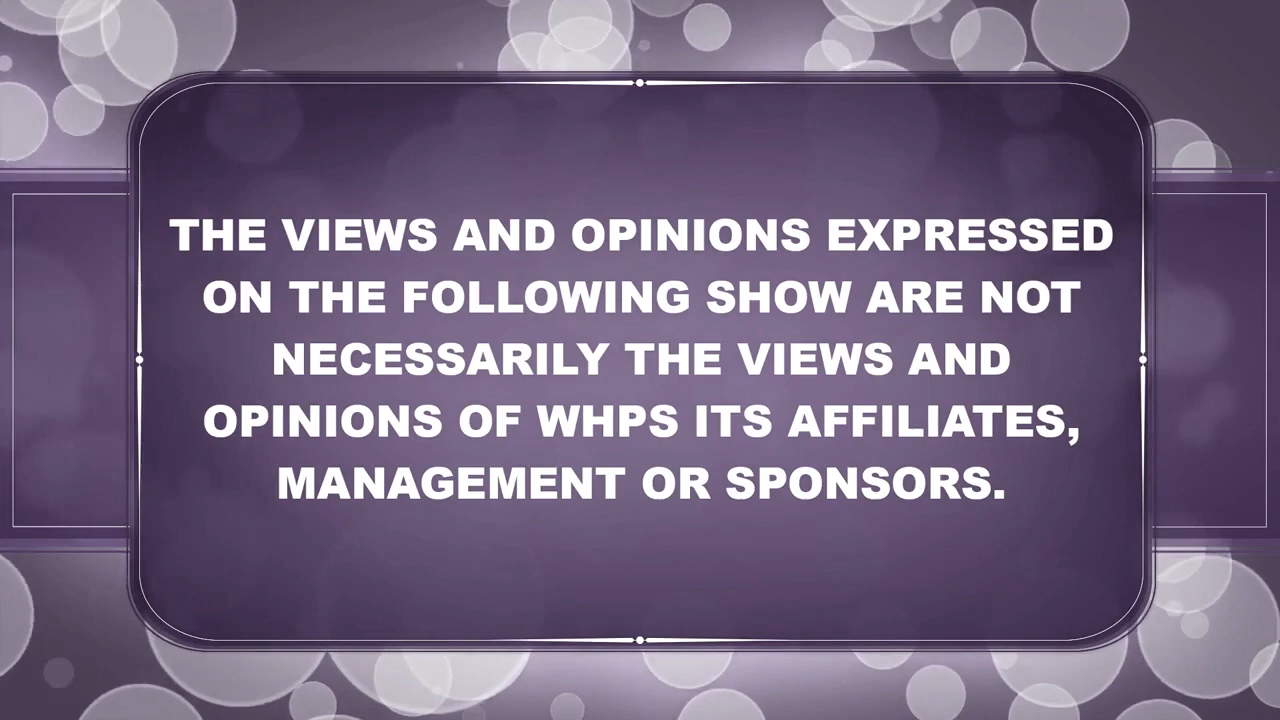 THE VIEWS AND OPINIONS EXPRESSED
ON THE FOLLOWING SHOW ARE NOT
NECESSARILY THE VIEWS AND
OPINIONS OF WHPS ITS AFFILIATES,
MANAGEMENT OR SPONSORS.